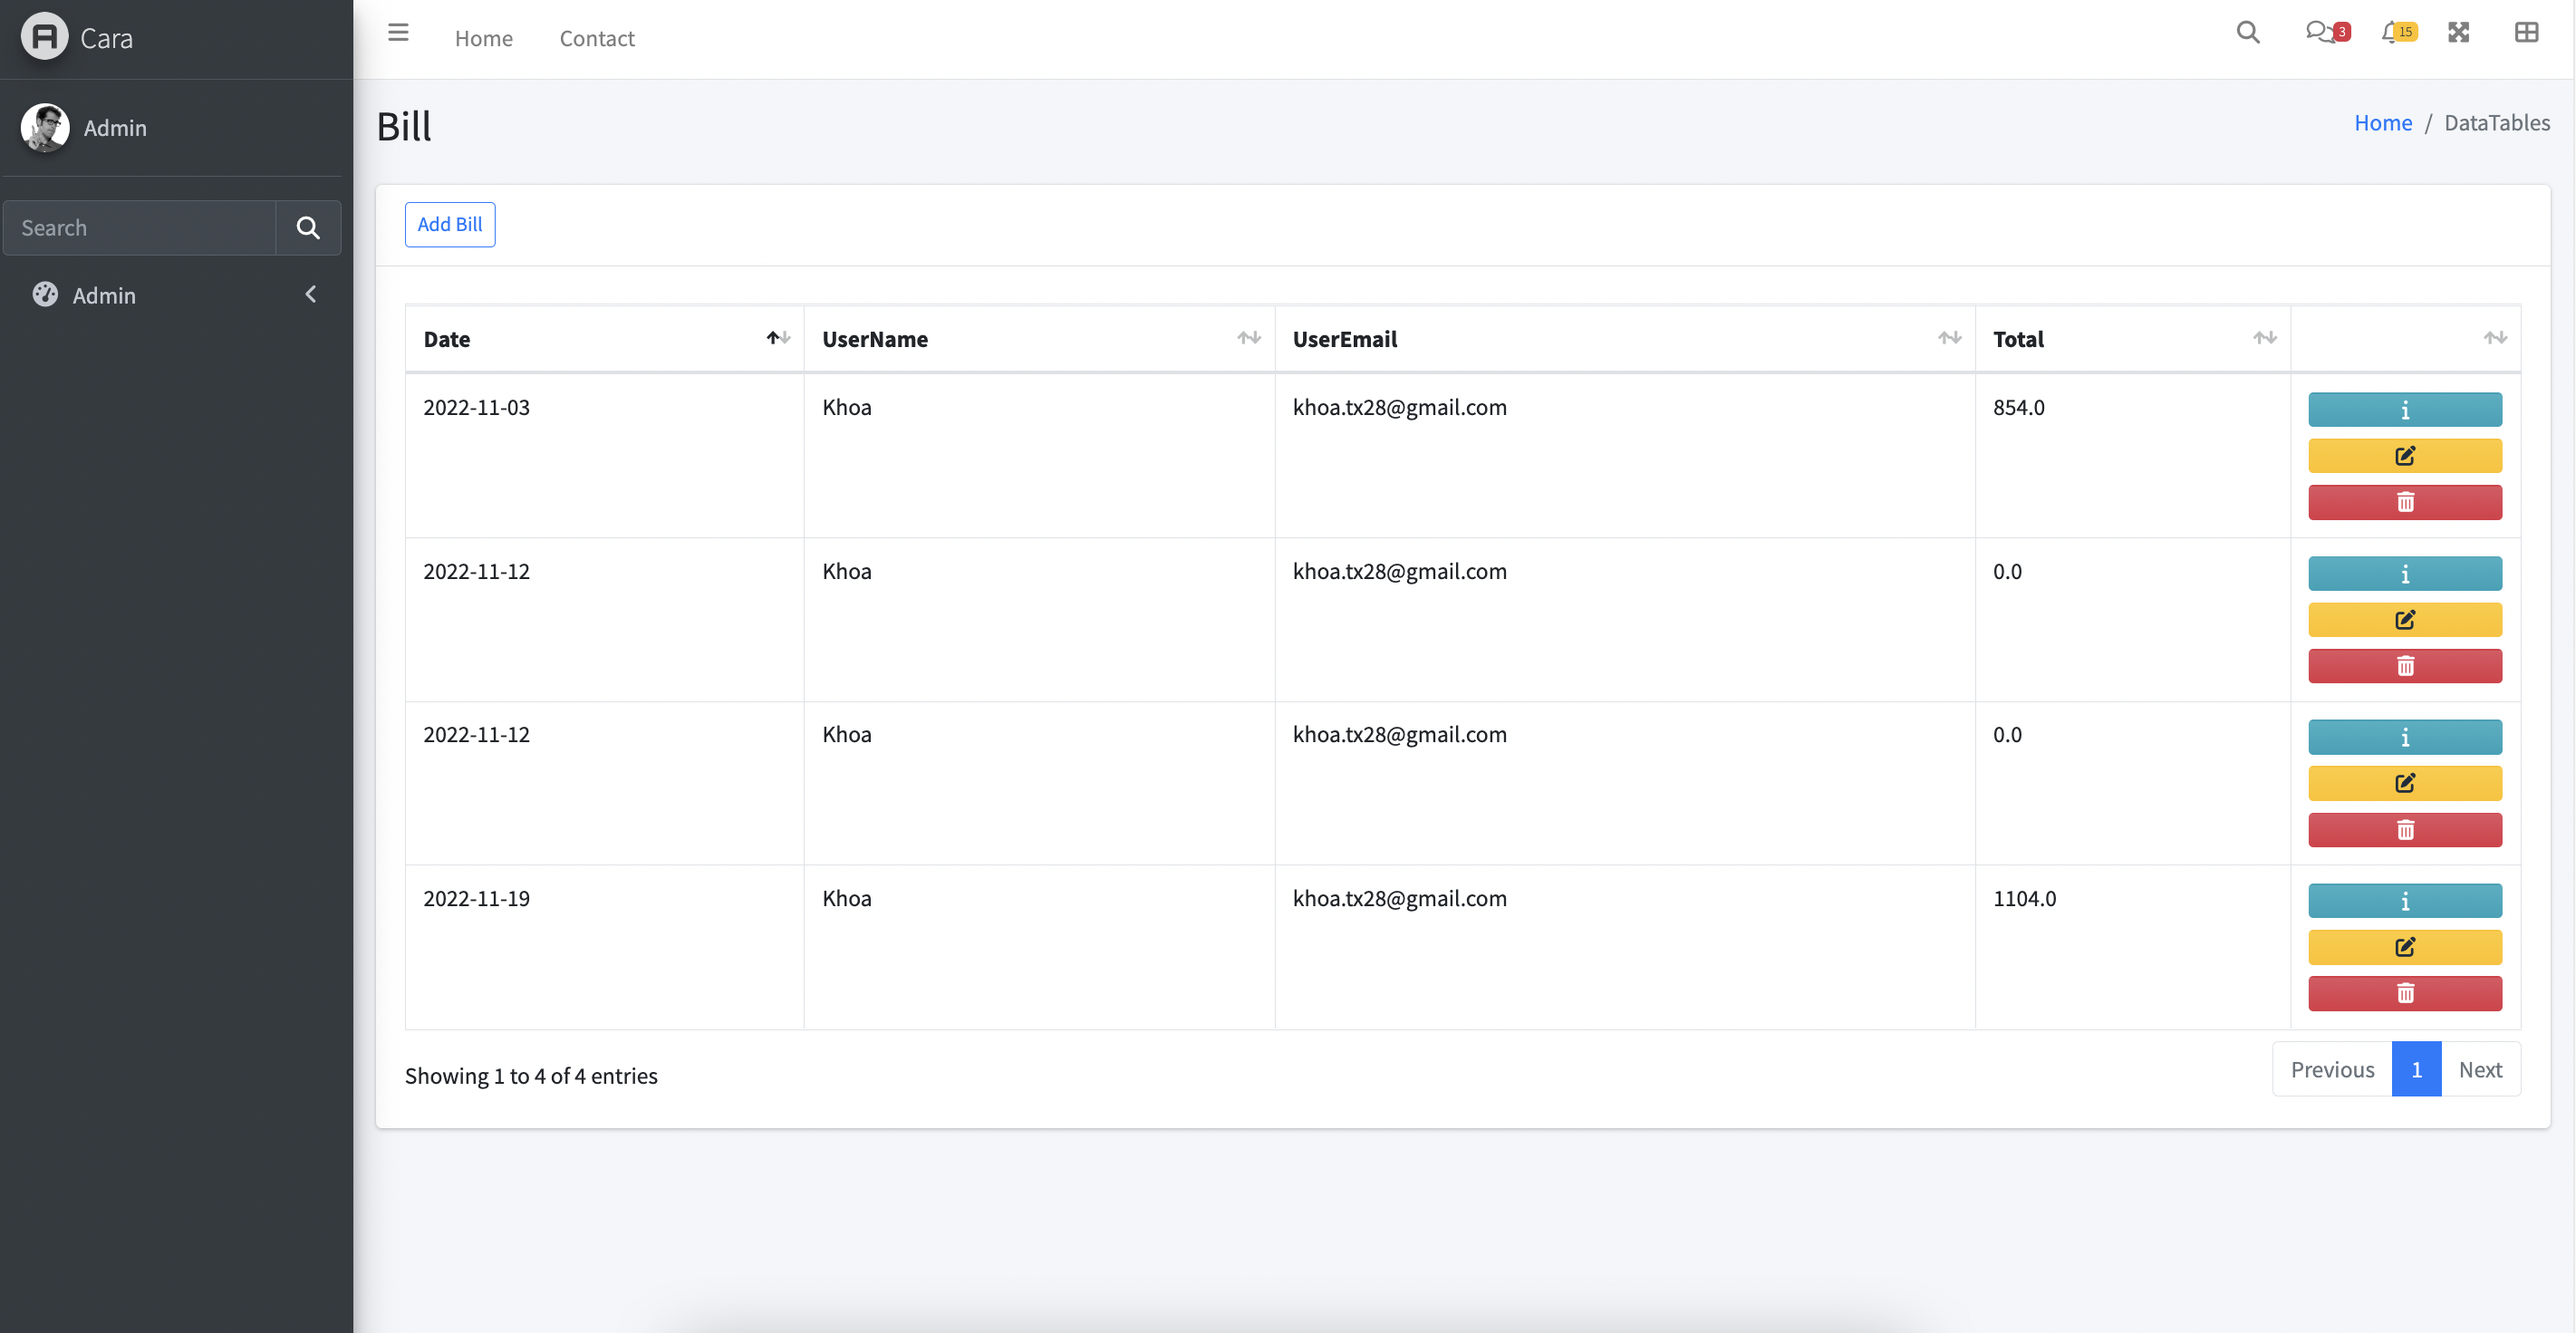 Cara
Home Contact
3
15
Admin
Bill
Home / DataTables
Search
Add Bill
Admin
Date UserName UserEmail Total
2022-11-03 Khoa khoa.tx28@gmail.com 854.0
2022-11-12 Khoa khoa.tx28@gmail.com 0.0
2022-11-12 Khoa khoa.tx28@gmail.com 0.0
2022-11-19 Khoa khoa.tx28@gmail.com 1104.0
Showing 1 to 4 of 4 entries
Previous 1 Next